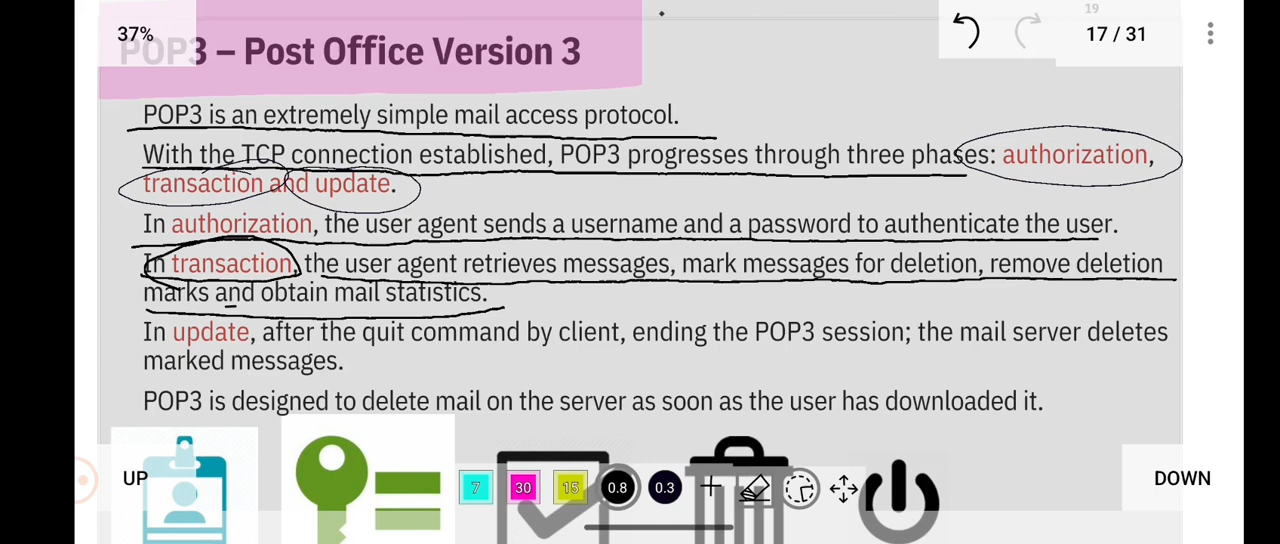 19
37%
17 / 31
POP3 – Post Office Version 3
POP3 is an extremely simple mail access protocol.
With the TCP connection established, POP3 progresses through three phases: authorization,
transaction and update.
In authorization, the user agent sends a username and a password to authenticate the user.
In transaction, the user agent retrieves messages, mark messages for deletion, remove deletion
marks and obtain mail statistics.
In update, after the quit command by client, ending the POP3 session; the mail server deletes
marked messages.
POP3 is designed to delete mail on the server as soon as the user has downloaded it.
UP
7
30
15
0.8
0.3
DOWN